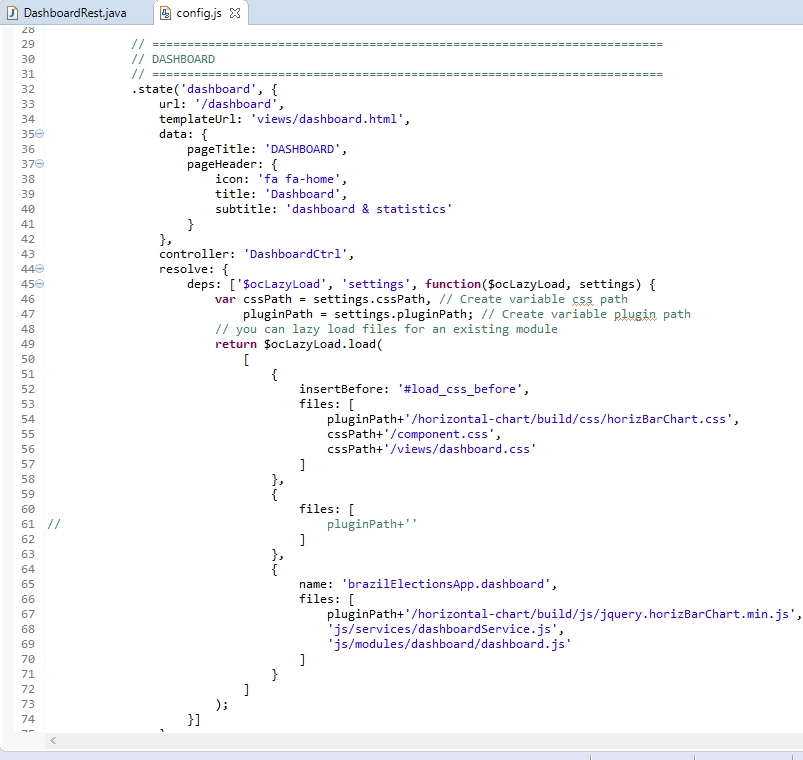 DashboardRest.java config.js
28
29 // =========================================================================
30 // DASHBOARD
31 // =========================================================================
32 .state('dashboard', {
33 url: '/dashboard',
34 templateUrl: 'views/dashboard.html',
35 data: {
36 pageTitle: 'DASHBOARD',
37 pageHeader: {
38 icon: 'fa fa-home',
39 title: 'Dashboard',
40 subtitle: 'dashboard & statistics'
41 }
42 },
43 controller: 'DashboardCtrl',
44 resolve: {
45 deps: ['$ocLazyLoad', 'settings', function($ocLazyLoad, settings) {
46 var cssPath = settings.cssPath, // Create variable css path
47 pluginPath = settings.pluginPath; // Create variable plugin path
48 // you can lazy load files for an existing module
49 return $ocLazyLoad.load(
50 [
51 {
52 insertBefore: '#load_css_before',
53 files: [
54 pluginPath+'/horizontal-chart/build/css/horizBarChart.css',
55 cssPath+'/component.css',
56 cssPath+'/views/dashboard.css'
57 ]
58 },
59 {
60 files: [
61 // pluginPath+''
62 ]
63 },
64 {
65 name: 'brazilElectionsApp.dashboard',
66 files: [
67 pluginPath+'/horizontal-chart/build/js/jquery.horizBarChart.min.js',
68 'js/services/dashboardService.js',
69 'js/modules/dashboard/dashboard.js'
70 ]
71 }
72 ]
73 );
74 }]